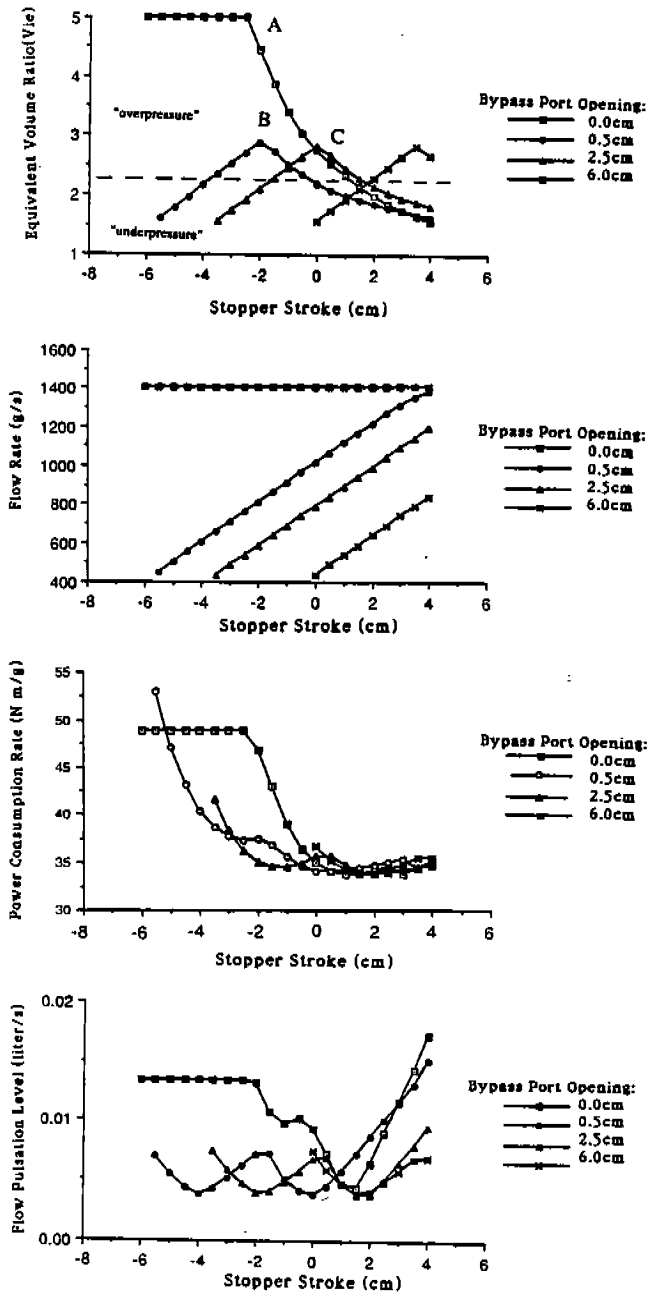 Equivalent Volume Ratio(Vie)
5
4
3
2
1
A
B
C
"overpressure"
"underpressure"
-8 -6 -4 -2 0 2 4 6
Stopper Stroke (cm)
Bypass Port Opening:
0.0cm
0.5cm
2.5cm
6.0cm
Flow Rate (g/s)
1600
1400
1200
1000
800
600
400
-8 -6 -4 -2 0 2 4 6
Stopper Stroke (cm)
Bypass Port Opening:
0.0cm
0.5cm
2.5cm
6.0cm
Power Consumption Rate (N m/g)
55
50
45
40
35
30
-8 -6 -4 -2 0 2 4 6
Stopper Stroke (cm)
Bypass Port Opening:
0.0cm
0.5cm
2.5cm
6.0cm
Flow Pulsation Level (liter/s)
0.02
0.01
0.00
-8 -6 -4 -2 0 2 4 6
Stopper Stroke (cm)
Bypass Port Opening:
0.0cm
0.5cm
2.5cm
6.0cm